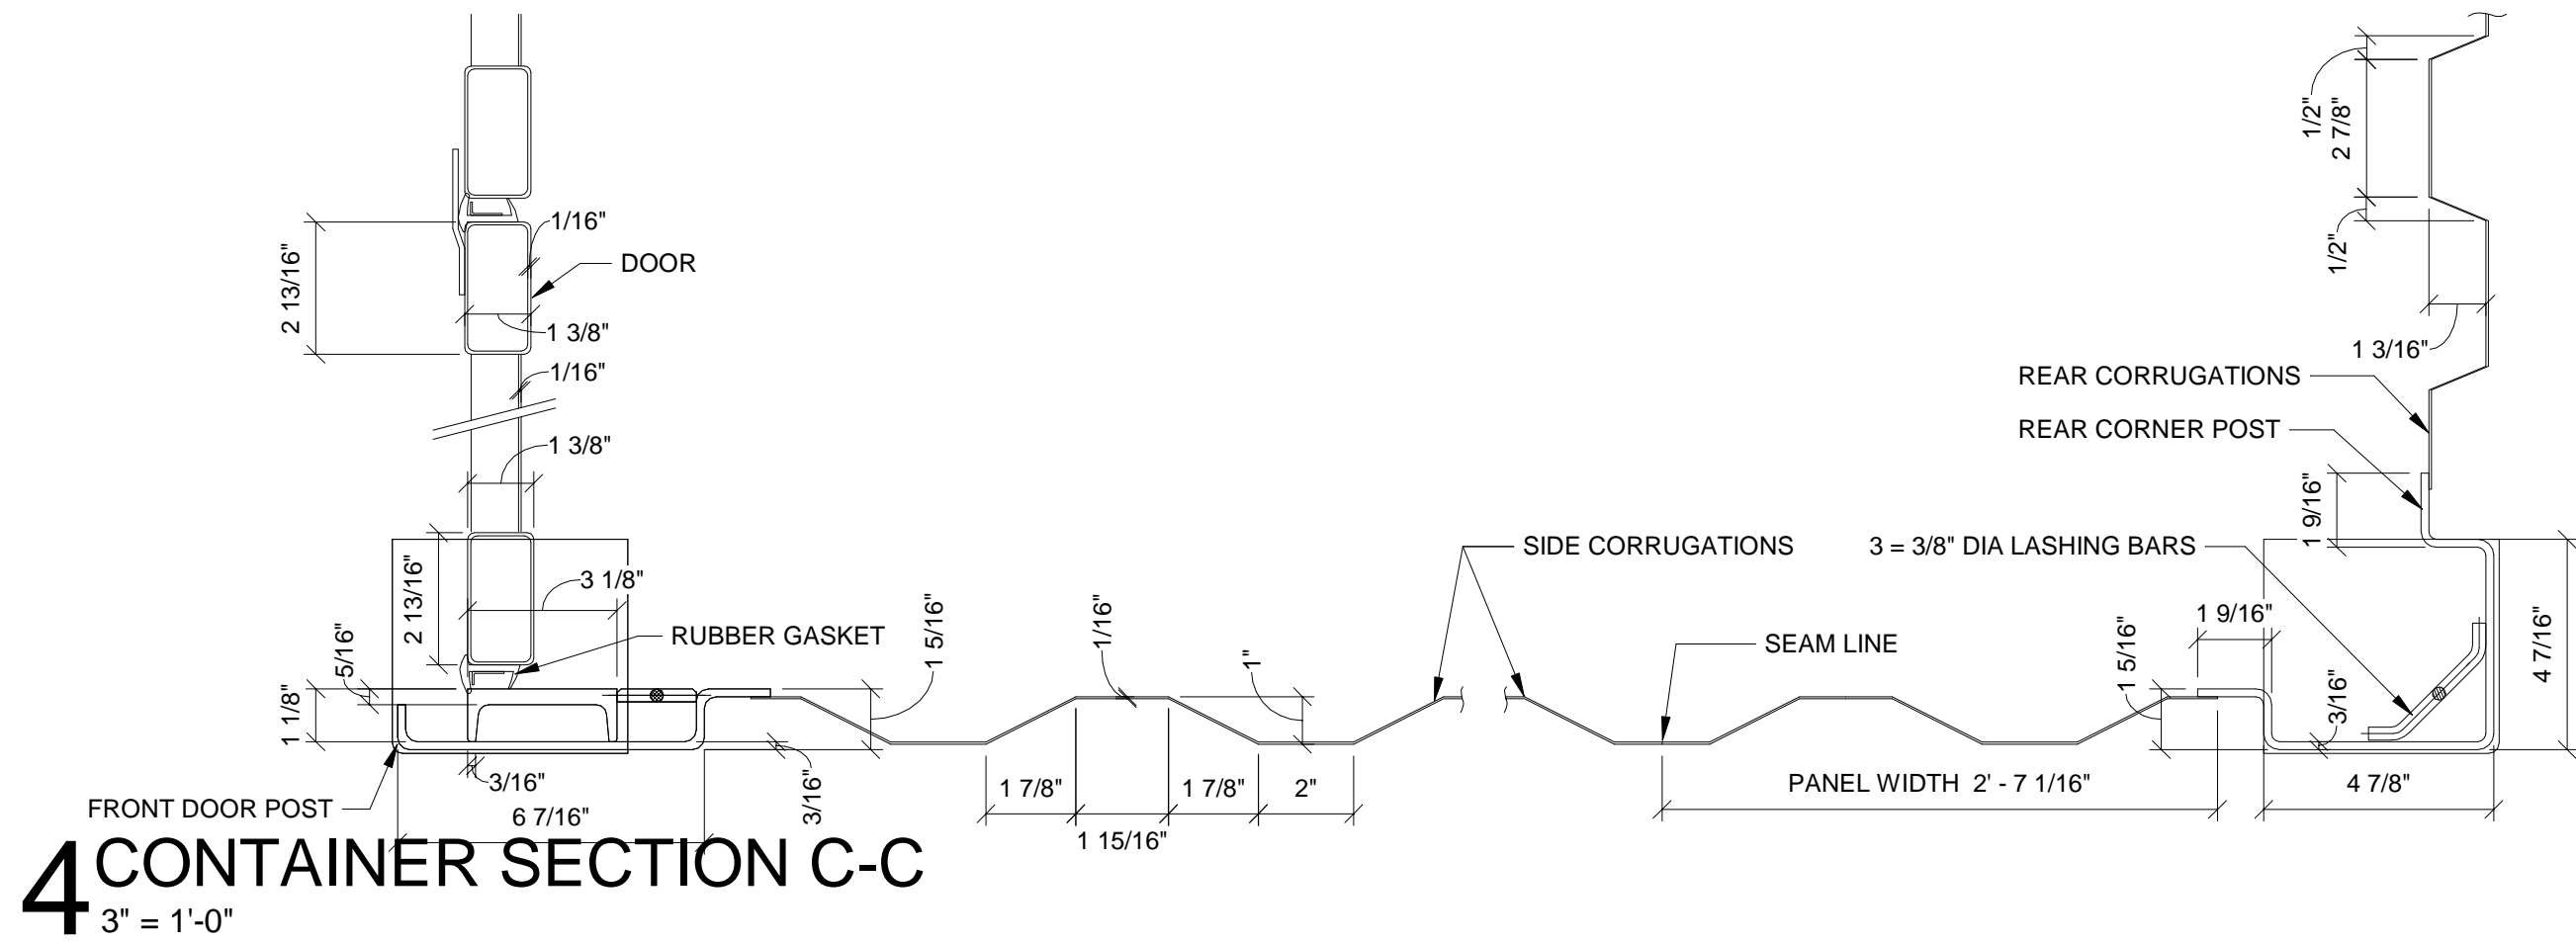 1/2"
2 7/8"
1/2"
1/16"
DOOR
2 13/16"
1 3/8"
1/16"
1 3/16"
REAR CORRUGATIONS
REAR CORNER POST
1 3/8"
1 9/16"
SIDE CORRUGATIONS
3 = 3/8" DIA LASHING BARS
2 13/16"
3 1/8"
RUBBER GASKET
1 5/16"
1/16"
1"
SEAM LINE
1 9/16"
1 5/16"
3/16"
4 7/16"
5/16"
1 1/8"
3/16"
3/16"
FRONT DOOR POST
6 7/16"
1 7/8"
1 15/16"
1 7/8"
2"
PANEL WIDTH 2' - 7 1/16"
4 7/8"
4 CONTAINER SECTION C-C
3" = 1'-0"